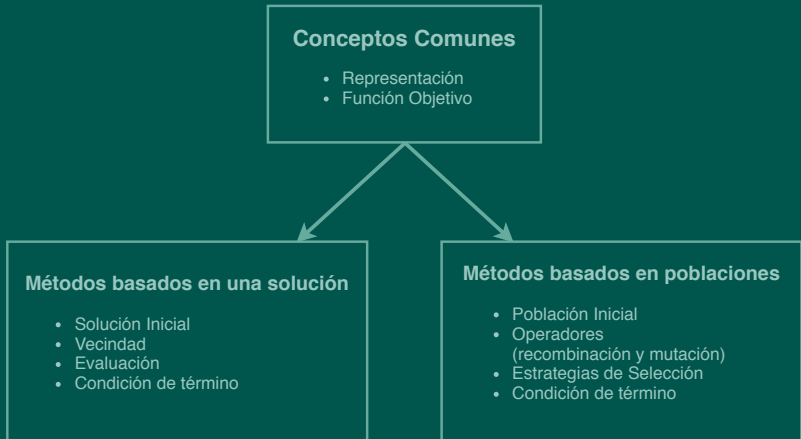 Conceptos Comunes
• Representación
• Función Objetivo
Métodos basados en una solución
• Solución Inicial
• Vecindad
• Evaluación
• Condición de término
Métodos basados en poblaciones
• Población Inicial
• Operadores
(recombinación y mutación)
• Estrategias de Selección
• Condición de término